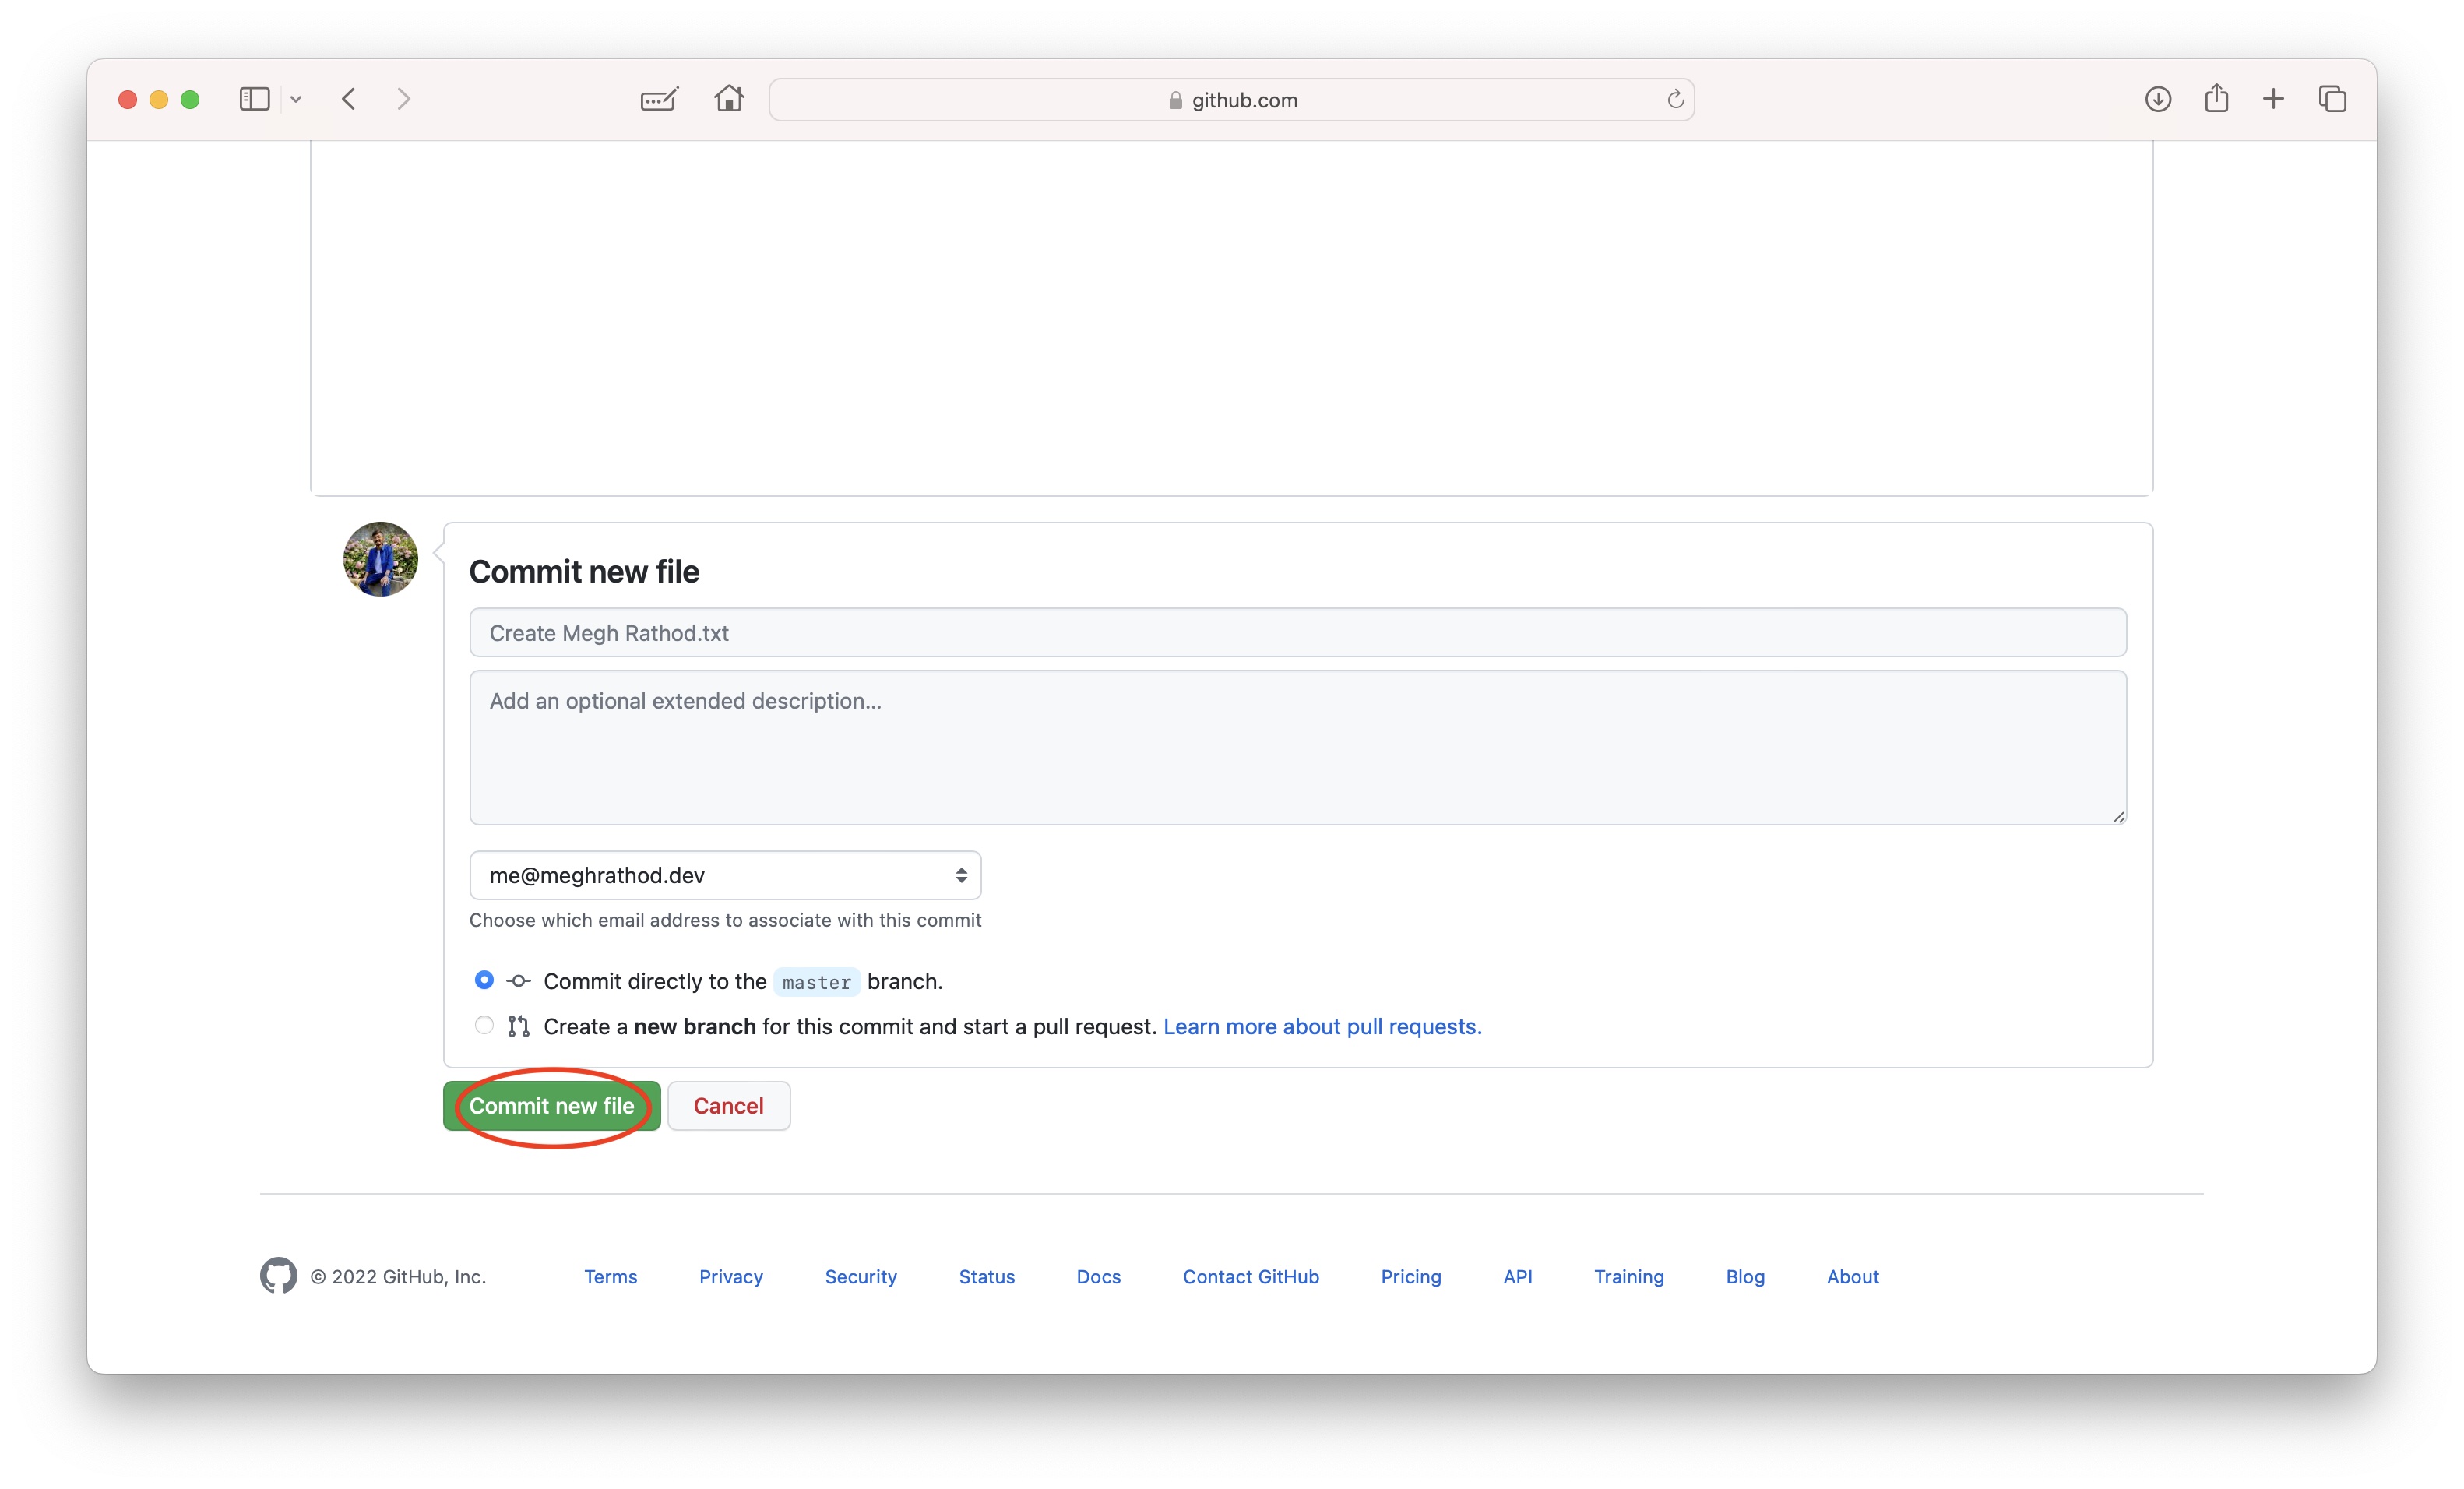 github.com
Commit new file
Create Megh Rathod.txt
Add an optional extended description...
me@meghrathod.dev
Choose which email address to associate with this commit
Commit directly to the master branch.
Create a new branch for this commit and start a pull request. Learn more about pull requests.
Commit new file Cancel
© 2022 GitHub, Inc. Terms Privacy Security Status Docs Contact GitHub Pricing API Training Blog About